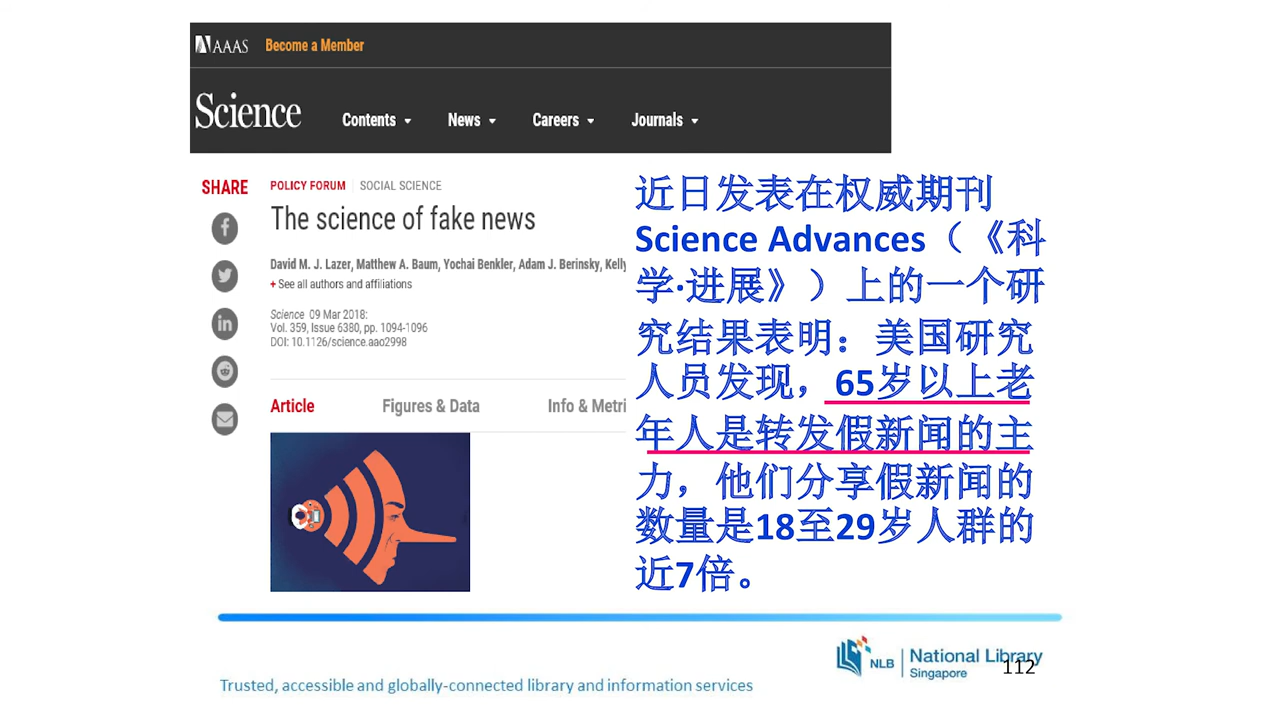 AAAS
Become a Member
Science
Contents
News
Careers
Journals
SHARE
POLICY FORUM
SOCIAL SCIENCE
The science of fake news
David M. J. Lazer, Matthew A. Baum, Yochai Benkler, Adam J. Berinsky, Kelly
+ See all authors and affiliations
Science 09 Mar 2018:
Vol. 359, Issue 6380, pp. 1094-1096
DOI: 10.1126/science.aao2998
Article
Figures & Data
Info & Metri
近日发表在权威期刊
Science Advances（《科
学·进展》）上的一个研
究结果表明：美国研究
人员发现，65岁以上老
年人是转发假新闻的主
力，他们分享假新闻的
数量是18至29岁人群的
近7倍。
NLB
National Library
Singapore
112
Trusted, accessible and globally-connected library and information services